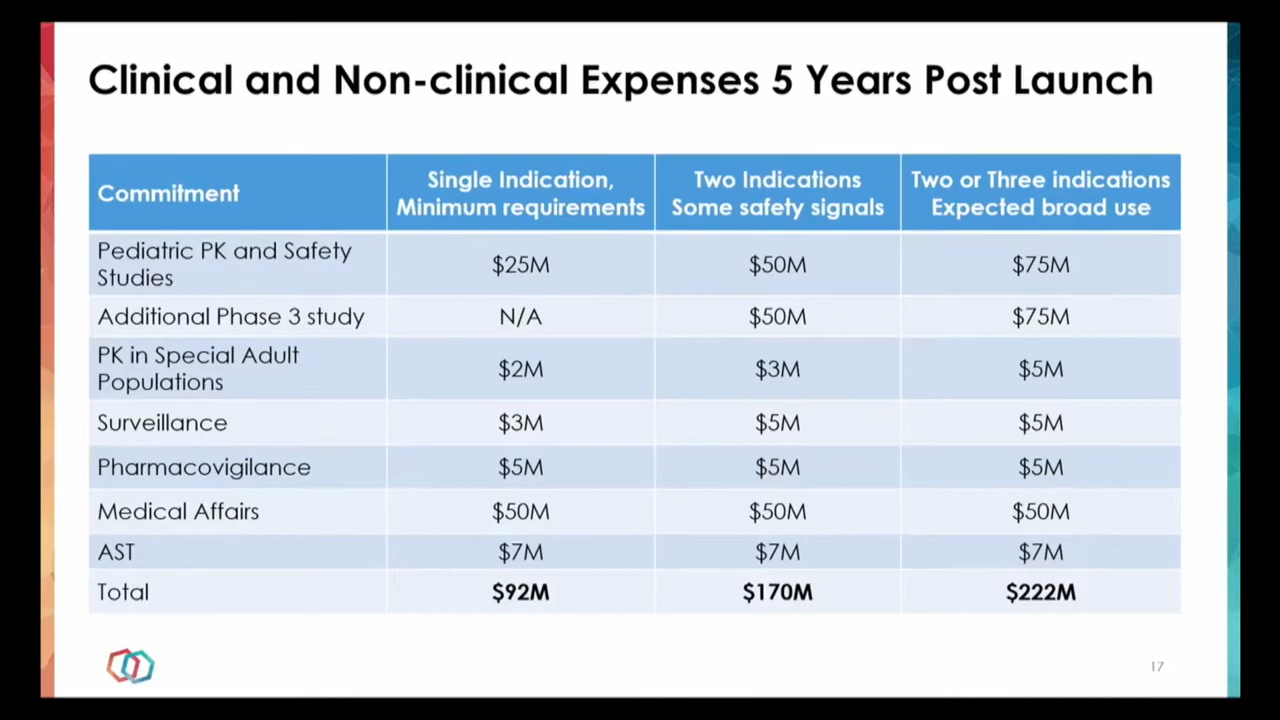 Clinical and Non-clinical Expenses 5 Years Post Launch
Commitment
Single Indication,
Minimum requirements
Two Indications
Some safety signals
Two or Three indications
Expected broad use
Pediatric PK and Safety
Studies
$25M
$50M
$75M
Additional Phase 3 study
N/A
$50M
$75M
PK in Special Adult
Populations
$2M
$3M
$5M
Surveillance
$3M
$5M
$5M
Pharmacovigilance
$5M
$5M
$5M
Medical Affairs
$50M
$50M
$50M
AST
$7M
$7M
$7M
Total
$92M
$170M
$222M
17